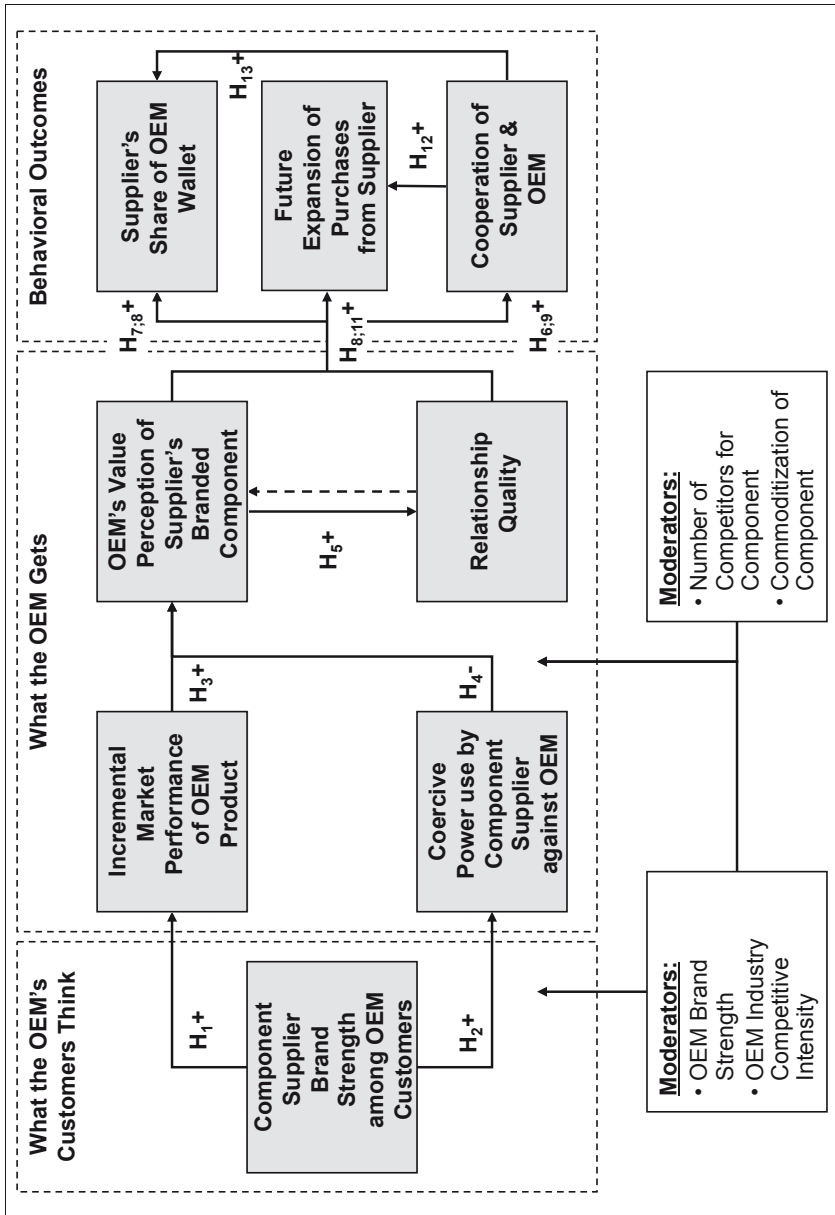 What the OEM's
Customers Think
Component
Supplier
Brand
Strength
among OEM
Customers
H1+
H2+
What the OEM Gets
Incremental
Market
Performance
of OEM
Product
Coercive
Power use by
Component
Supplier
against OEM
H3+
H4-
OEM's Value
Perception of
Supplier's
Branded
Component
H5+
Relationship
Quality
Behavioral Outcomes
H7;8+
H8;11+
H6;9+
Supplier's
Share of OEM
Wallet
Future
Expansion of
Purchases
from Supplier
Cooperation of
Supplier &
OEM
H12+
H13+
Moderators:
• OEM Brand
Strength
• OEM Industry
Competitive
Intensity
Moderators:
• Number of
Competitors for
Component
• Commoditization of
Component